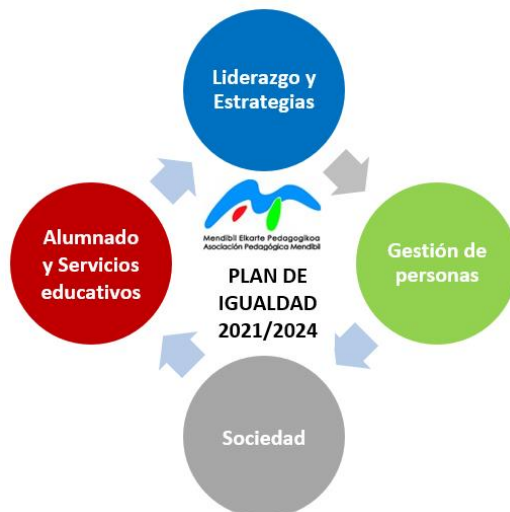 Liderazgo y
Estrategias
Mendibil Elkarte Pedagogikoa
Asociación Pedagógica Mendibil
PLAN DE
IGUALDAD
2021/2024
Alumnado
y Servicios
educativos
Gestión de
personas
Sociedad